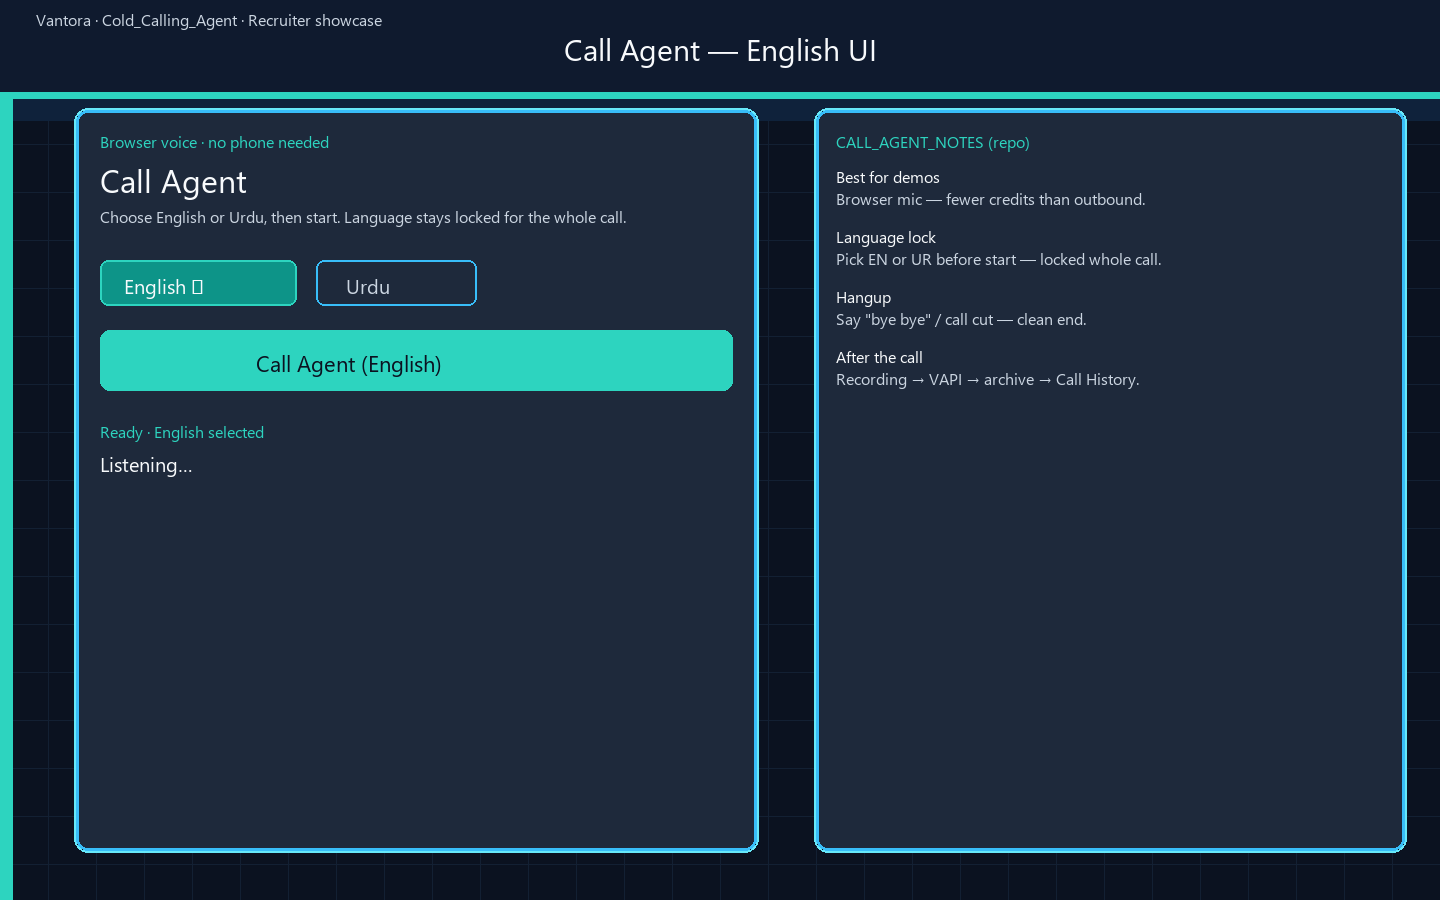 Vantora · Cold_Calling_Agent · Recruiter showcase
Call Agent — English UI
Browser voice · no phone needed
Call Agent
Choose English or Urdu, then start. Language stays locked for the whole call.
English
Urdu
Call Agent (English)
Ready · English selected
Listening...
CALL_AGENT_NOTES (repo)
Best for demos
Browser mic — fewer credits than outbound.
Language lock
Pick EN or UR before start — locked whole call.
Hangup
Say "bye bye" / call cut — clean end.
After the call
Recording → VAPI → archive → Call History.